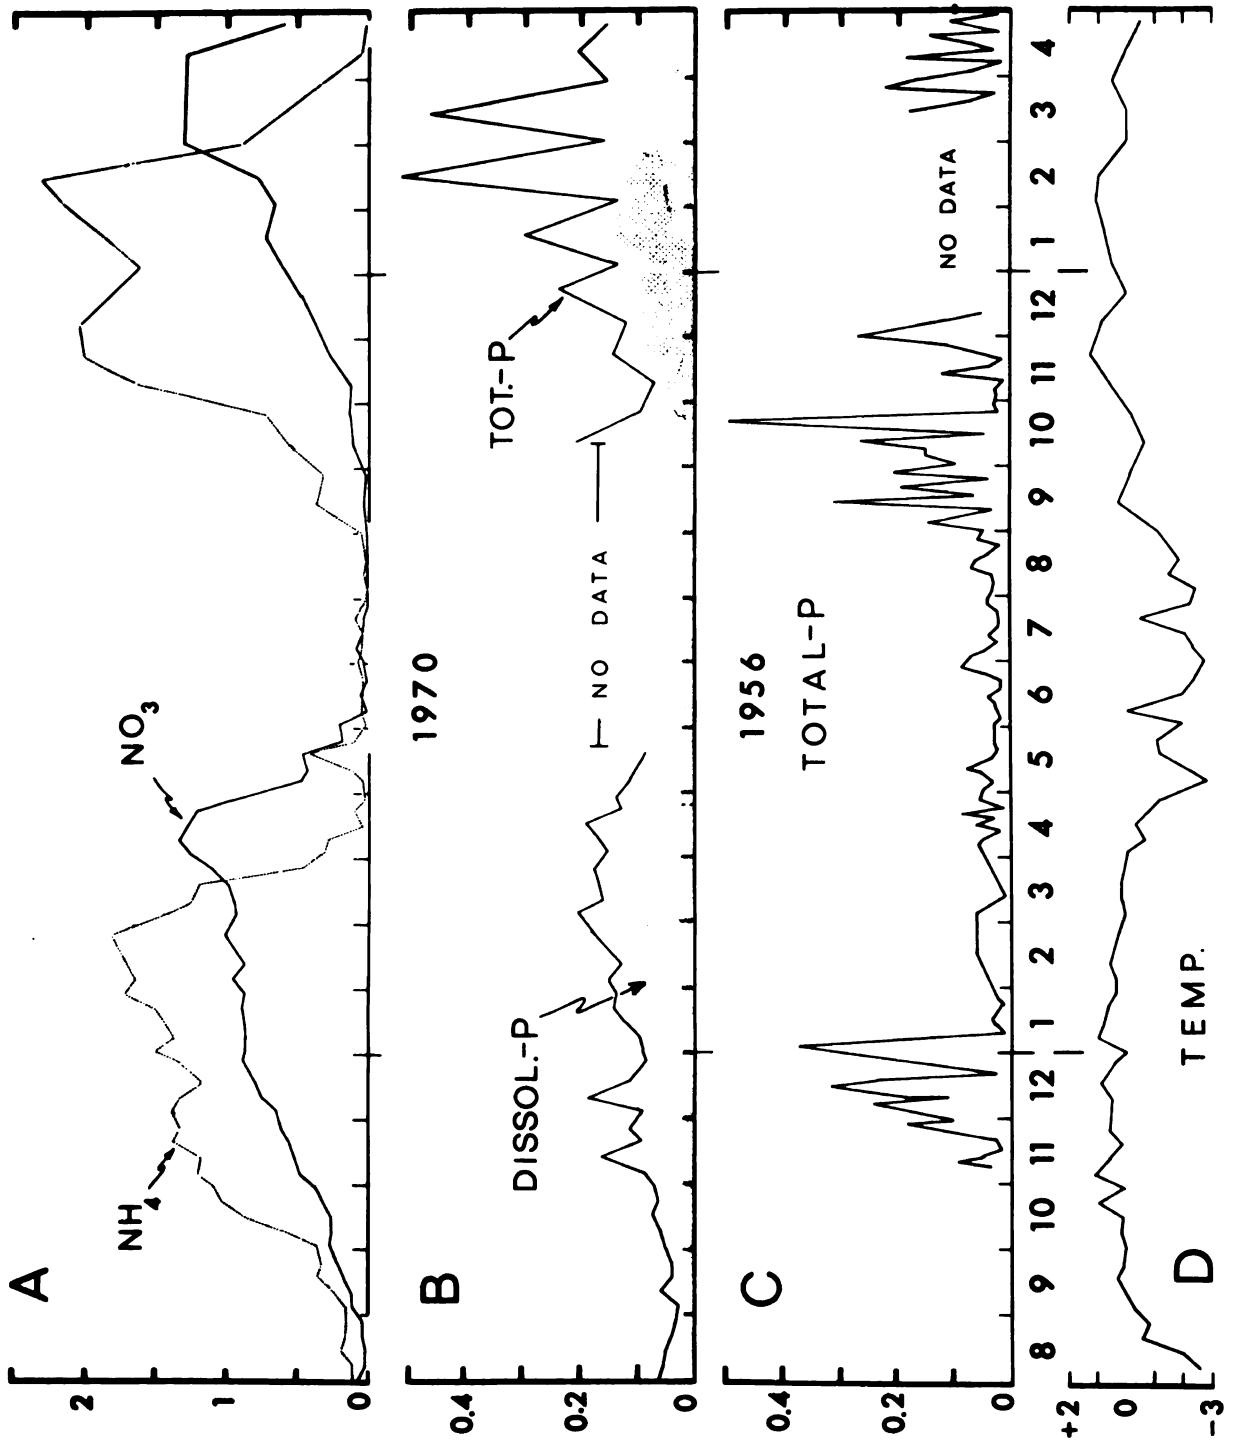 A
NH4
NO3
2
1
0
B
1970
DISSOL.-P
NO DATA
TOT.-P
0.4
0.2
0
C
1956
TOTAL-P
NO DATA
0.4
0.2
0
8 9 10 11 12 1 2 3 4 5 6 7 8 9 10 11 12 1 2 3 4
D
TEMP.
+2
0
-3